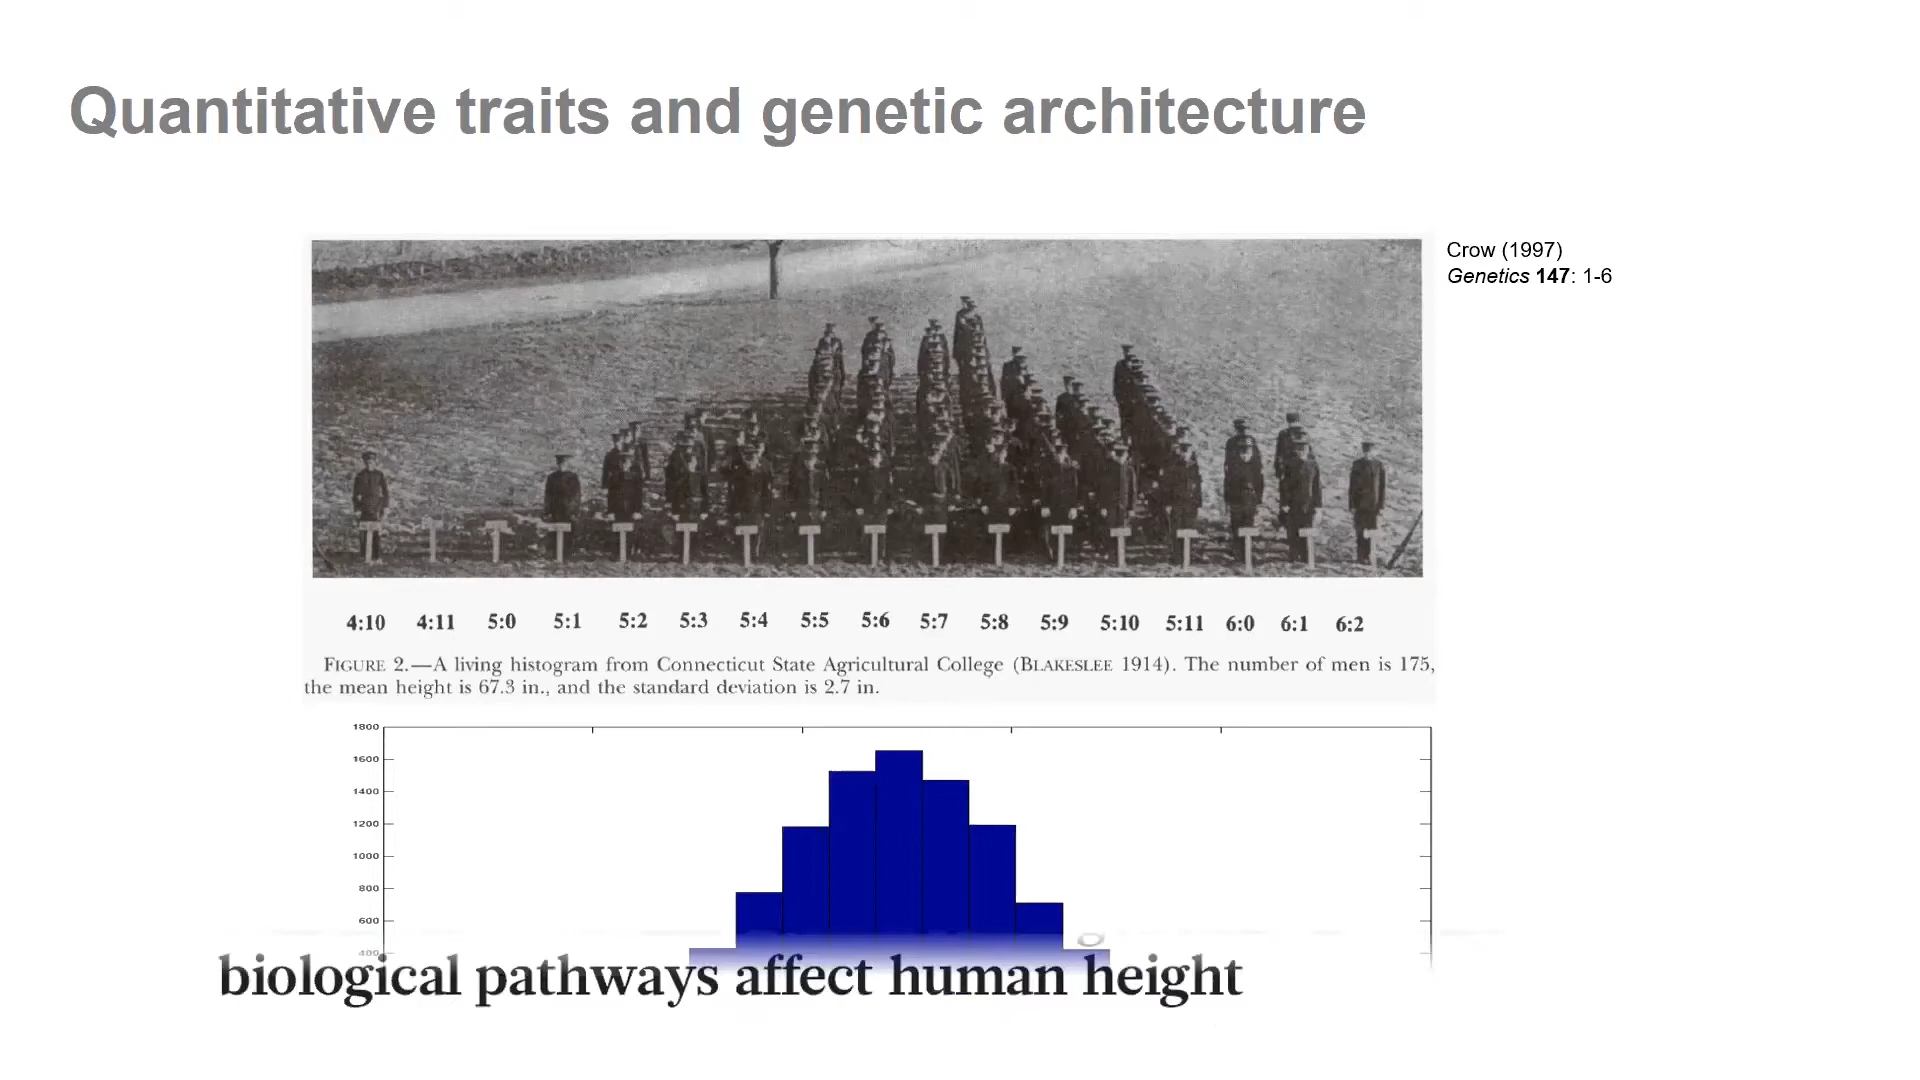 Quantitative traits and genetic architecture
Crow (1997)
Genetics 147: 1-6
4:10 4:11 5:0 5:1 5:2 5:3 5:4 5:5 5:6 5:7 5:8 5:9 5:10 5:11 6:0 6:1 6:2
FIGURE 2.—A living histogram from Connecticut State Agricultural College (BLAKESLEE 1914). The number of men is 175,
the mean height is 67.3 in., and the standard deviation is 2.7 in.
1800
1600
1400
1200
1000
800
600
400
biological pathways affect human height